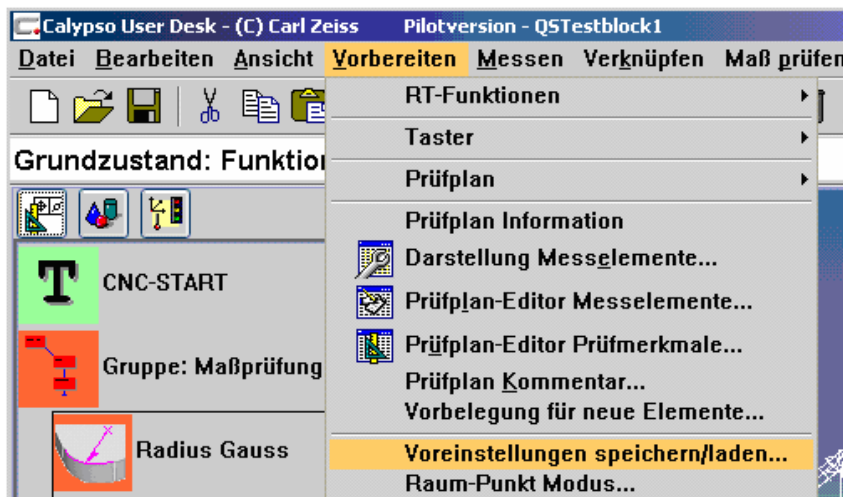 Calypso User Desk - (C) Carl Zeiss Pilotversion - QSTestblock1
Datei Bearbeiten Ansicht Vorbereiten Messen Verknüpfen Maß prüfen
RT-Funktionen
Taster
Grundzustand: Funktion
Prüfplan
Prüfplan Information
Darstellung Messelemente...
CNC-START
Prüfplan-Editor Messelemente...
Prüfplan-Editor Prüfmerkmale...
Gruppe: Maßprüfung
Prüfplan Kommentar...
Vorbelegung für neue Elemente...
Radius Gauss
Voreinstellungen speichern/laden...
Raum-Punkt Modus...